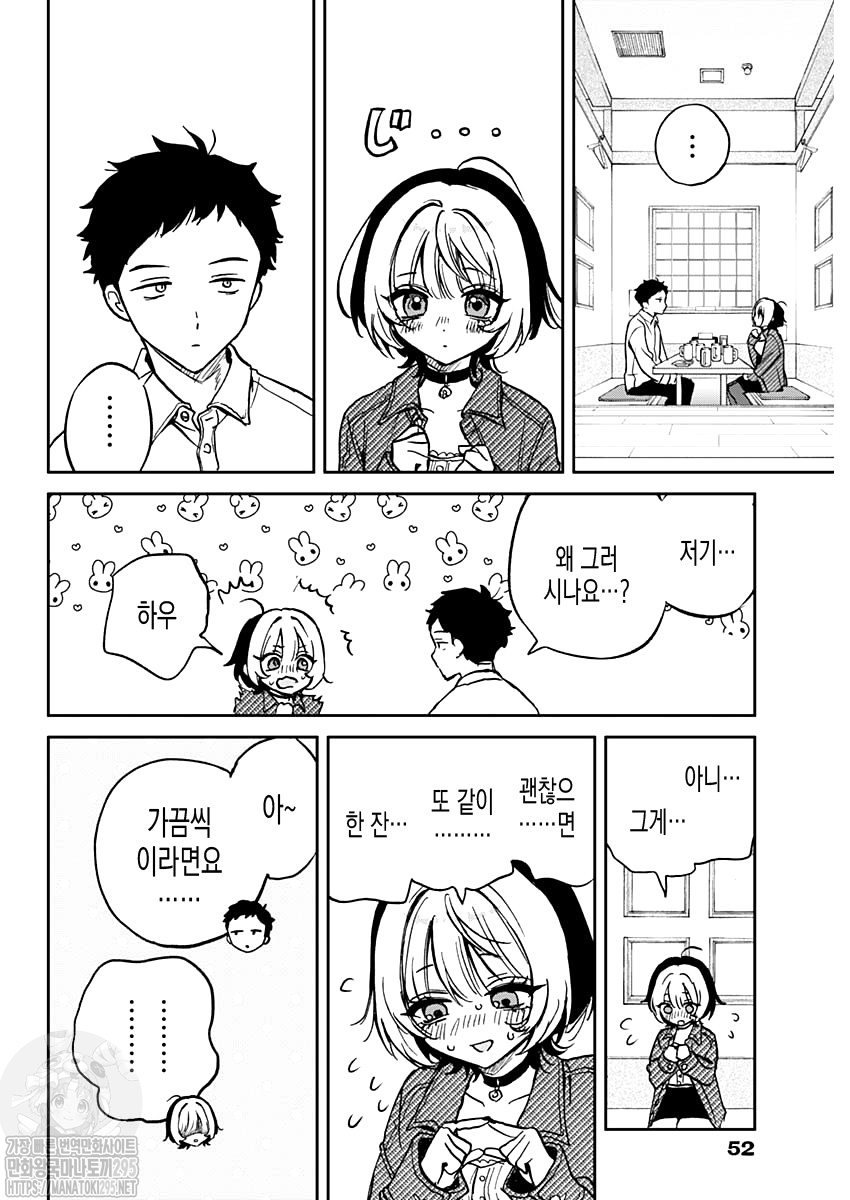 …
じ・・・
……
저기…
왜 그러
시나요…?
하우
아니…
그게…
괜찮으
……면
또 같이
………
한 잔…
아~
가끔씩
이라면요
……
………
………
52
가장 빠른 번역만화사이트
만화왕국마나토끼295
HTTPS://MANATOKI295.NET